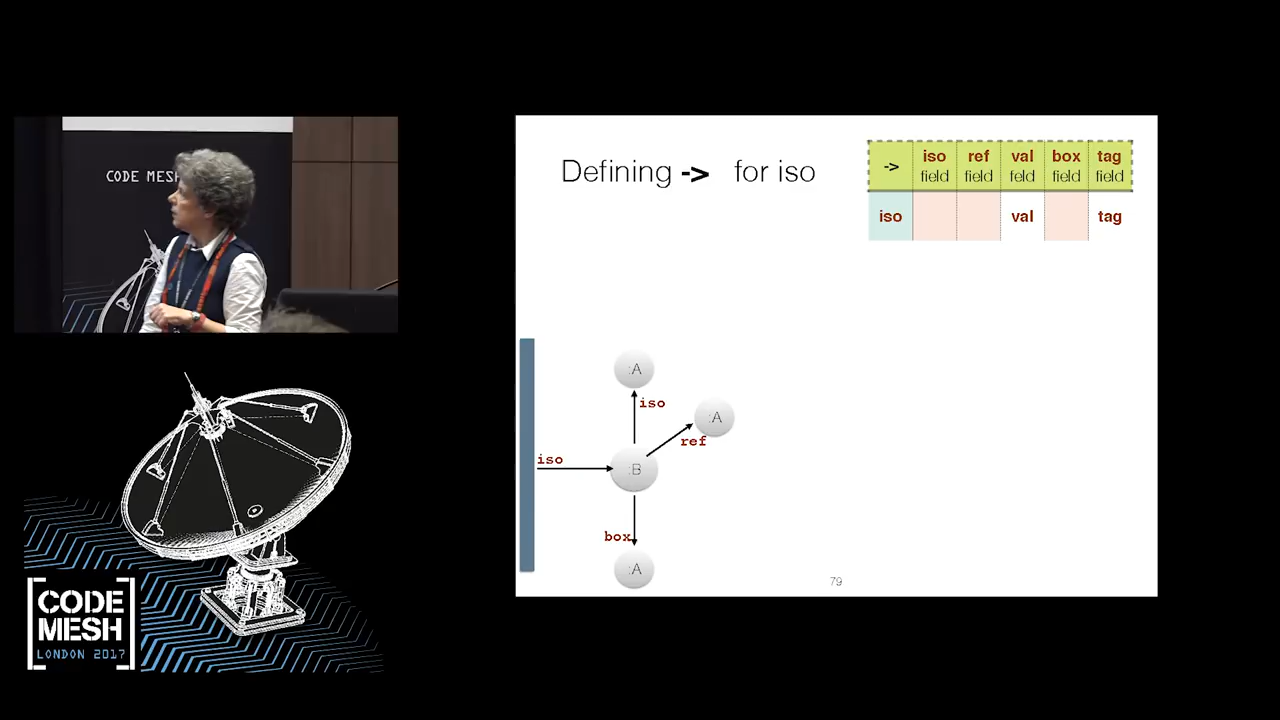 CODE MESH
Defining -> for iso
-> iso ref val box tag
field field feld field field
iso val tag
:A
iso
:A
ref
iso
:B
box
:A
79
CODE
MESH
LONDON 2017